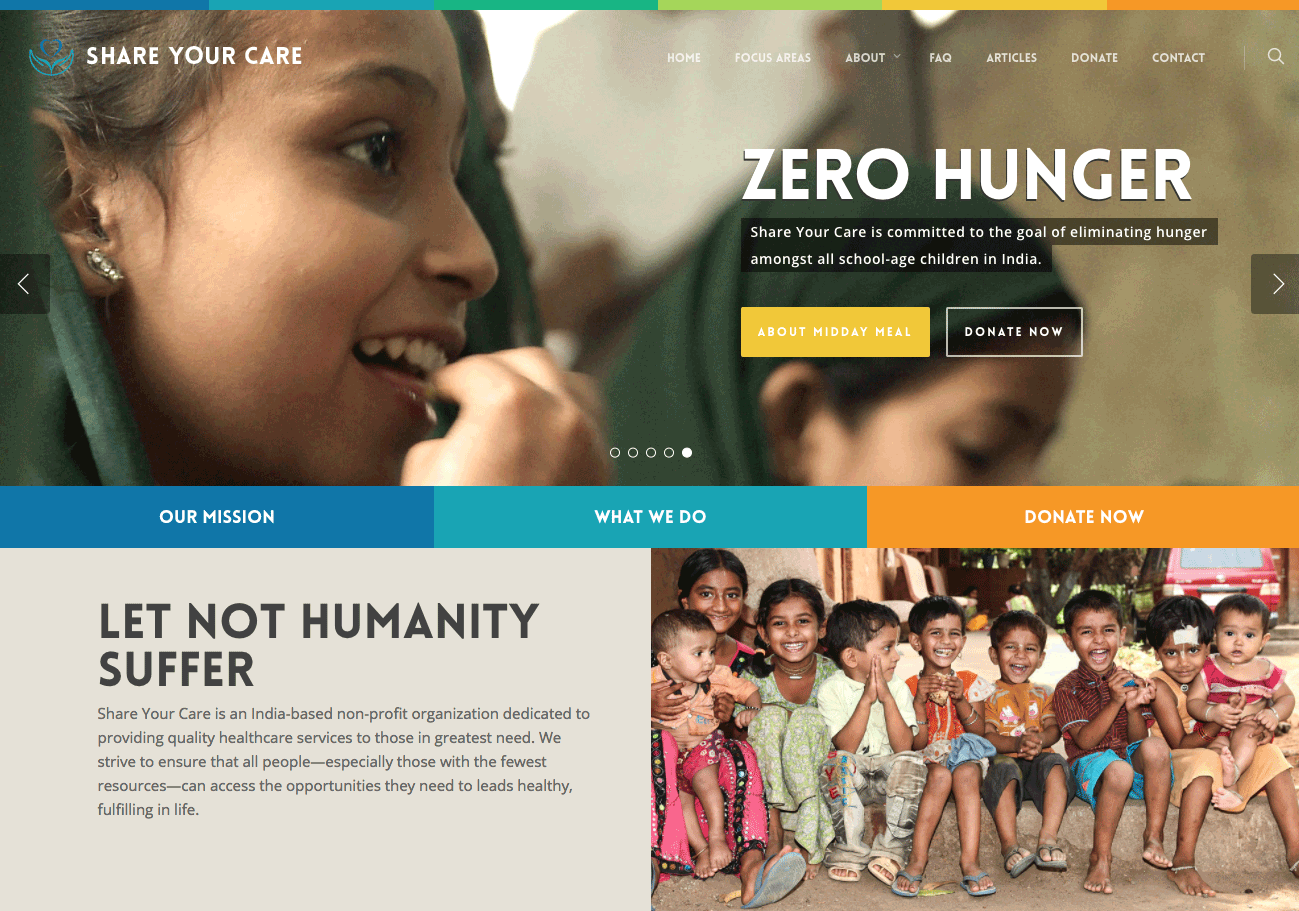 SHARE YOUR CARE
HOME FOCUS AREAS ABOUT FAQ ARTICLES DONATE CONTACT
ZERO HUNGER
Share Your Care is committed to the goal of eliminating hunger
amongst all school-age children in India.
ABOUT MIDDAY MEAL DONATE NOW
OUR MISSION WHAT WE DO DONATE NOW
LET NOT HUMANITY
SUFFER
Share Your Care is an India-based non-profit organization dedicated to
providing quality healthcare services to those in greatest need. We
strive to ensure that all people—especially those with the fewest
resources—can access the opportunities they need to leads healthy,
fulfilling in life.